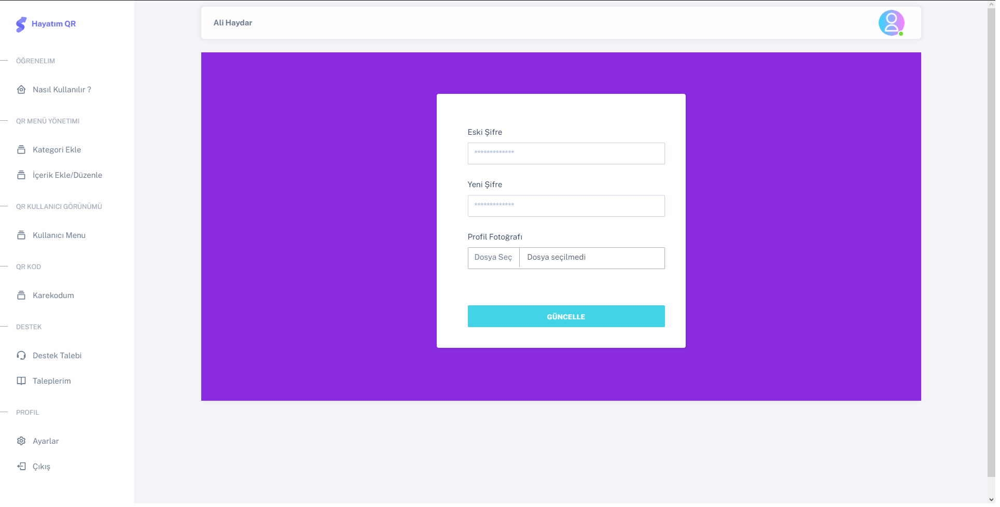 Hayatım QR
ÖĞRENELIM
Nasıl Kullanılır ?
QR MENÜ YÖNETIMI
Kategori Ekle
İçerik Ekle/Düzenle
QR KULLANICI GÖRÜNÜMÜ
Kullanıcı Menu
QR KOD
Karekodum
DESTEK
Destek Talebi
Taleplerim
PROFIL
Ayarlar
Çıkış
Ali Haydar
Eski Şifre
*************
Yeni Şifre
*************
Profil Fotoğrafı
Dosya Seç Dosya seçilmedi
GÜNCELLE